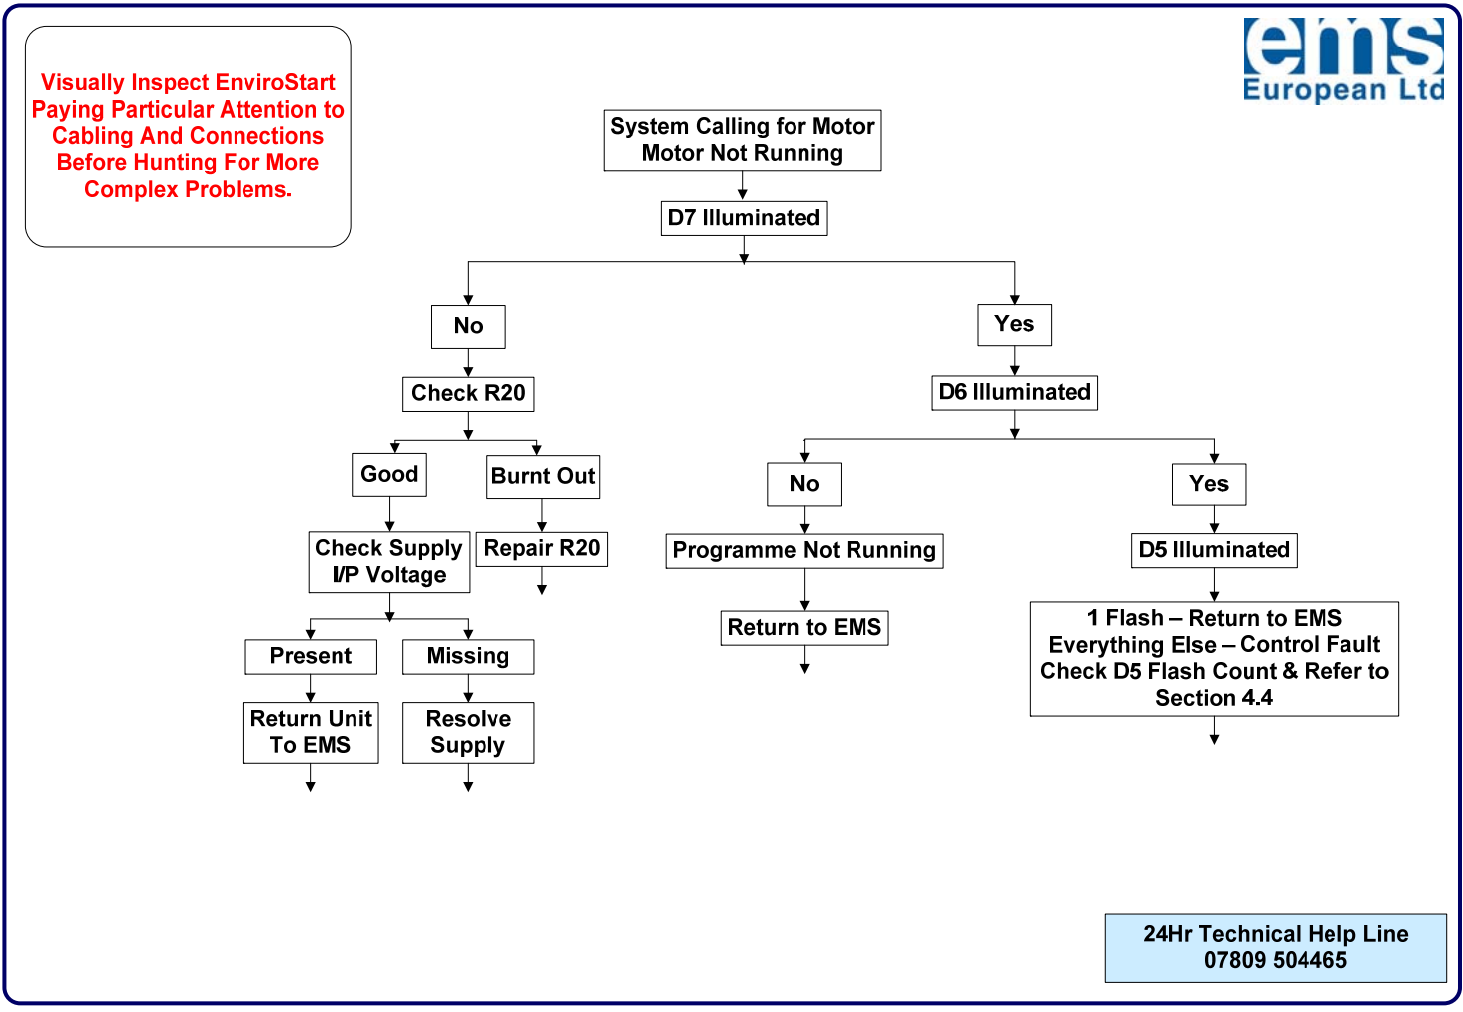 Visually Inspect EnviroStart
Paying Particular Attention to
Cabling And Connections
Before Hunting For More
Complex Problems.
ems
European Ltd
System Calling for Motor
Motor Not Running
D7 Illuminated
No
Yes
Check R20
D6 Illuminated
Good
Burnt Out
No
Yes
Check Supply
I/P Voltage
Repair R20
Programme Not Running
D5 Illuminated
Present
Missing
Return to EMS
1 Flash – Return to EMS
Everything Else – Control Fault
Check D5 Flash Count & Refer to
Section 4.4
Return Unit
To EMS
Resolve
Supply
24Hr Technical Help Line
07809 504465